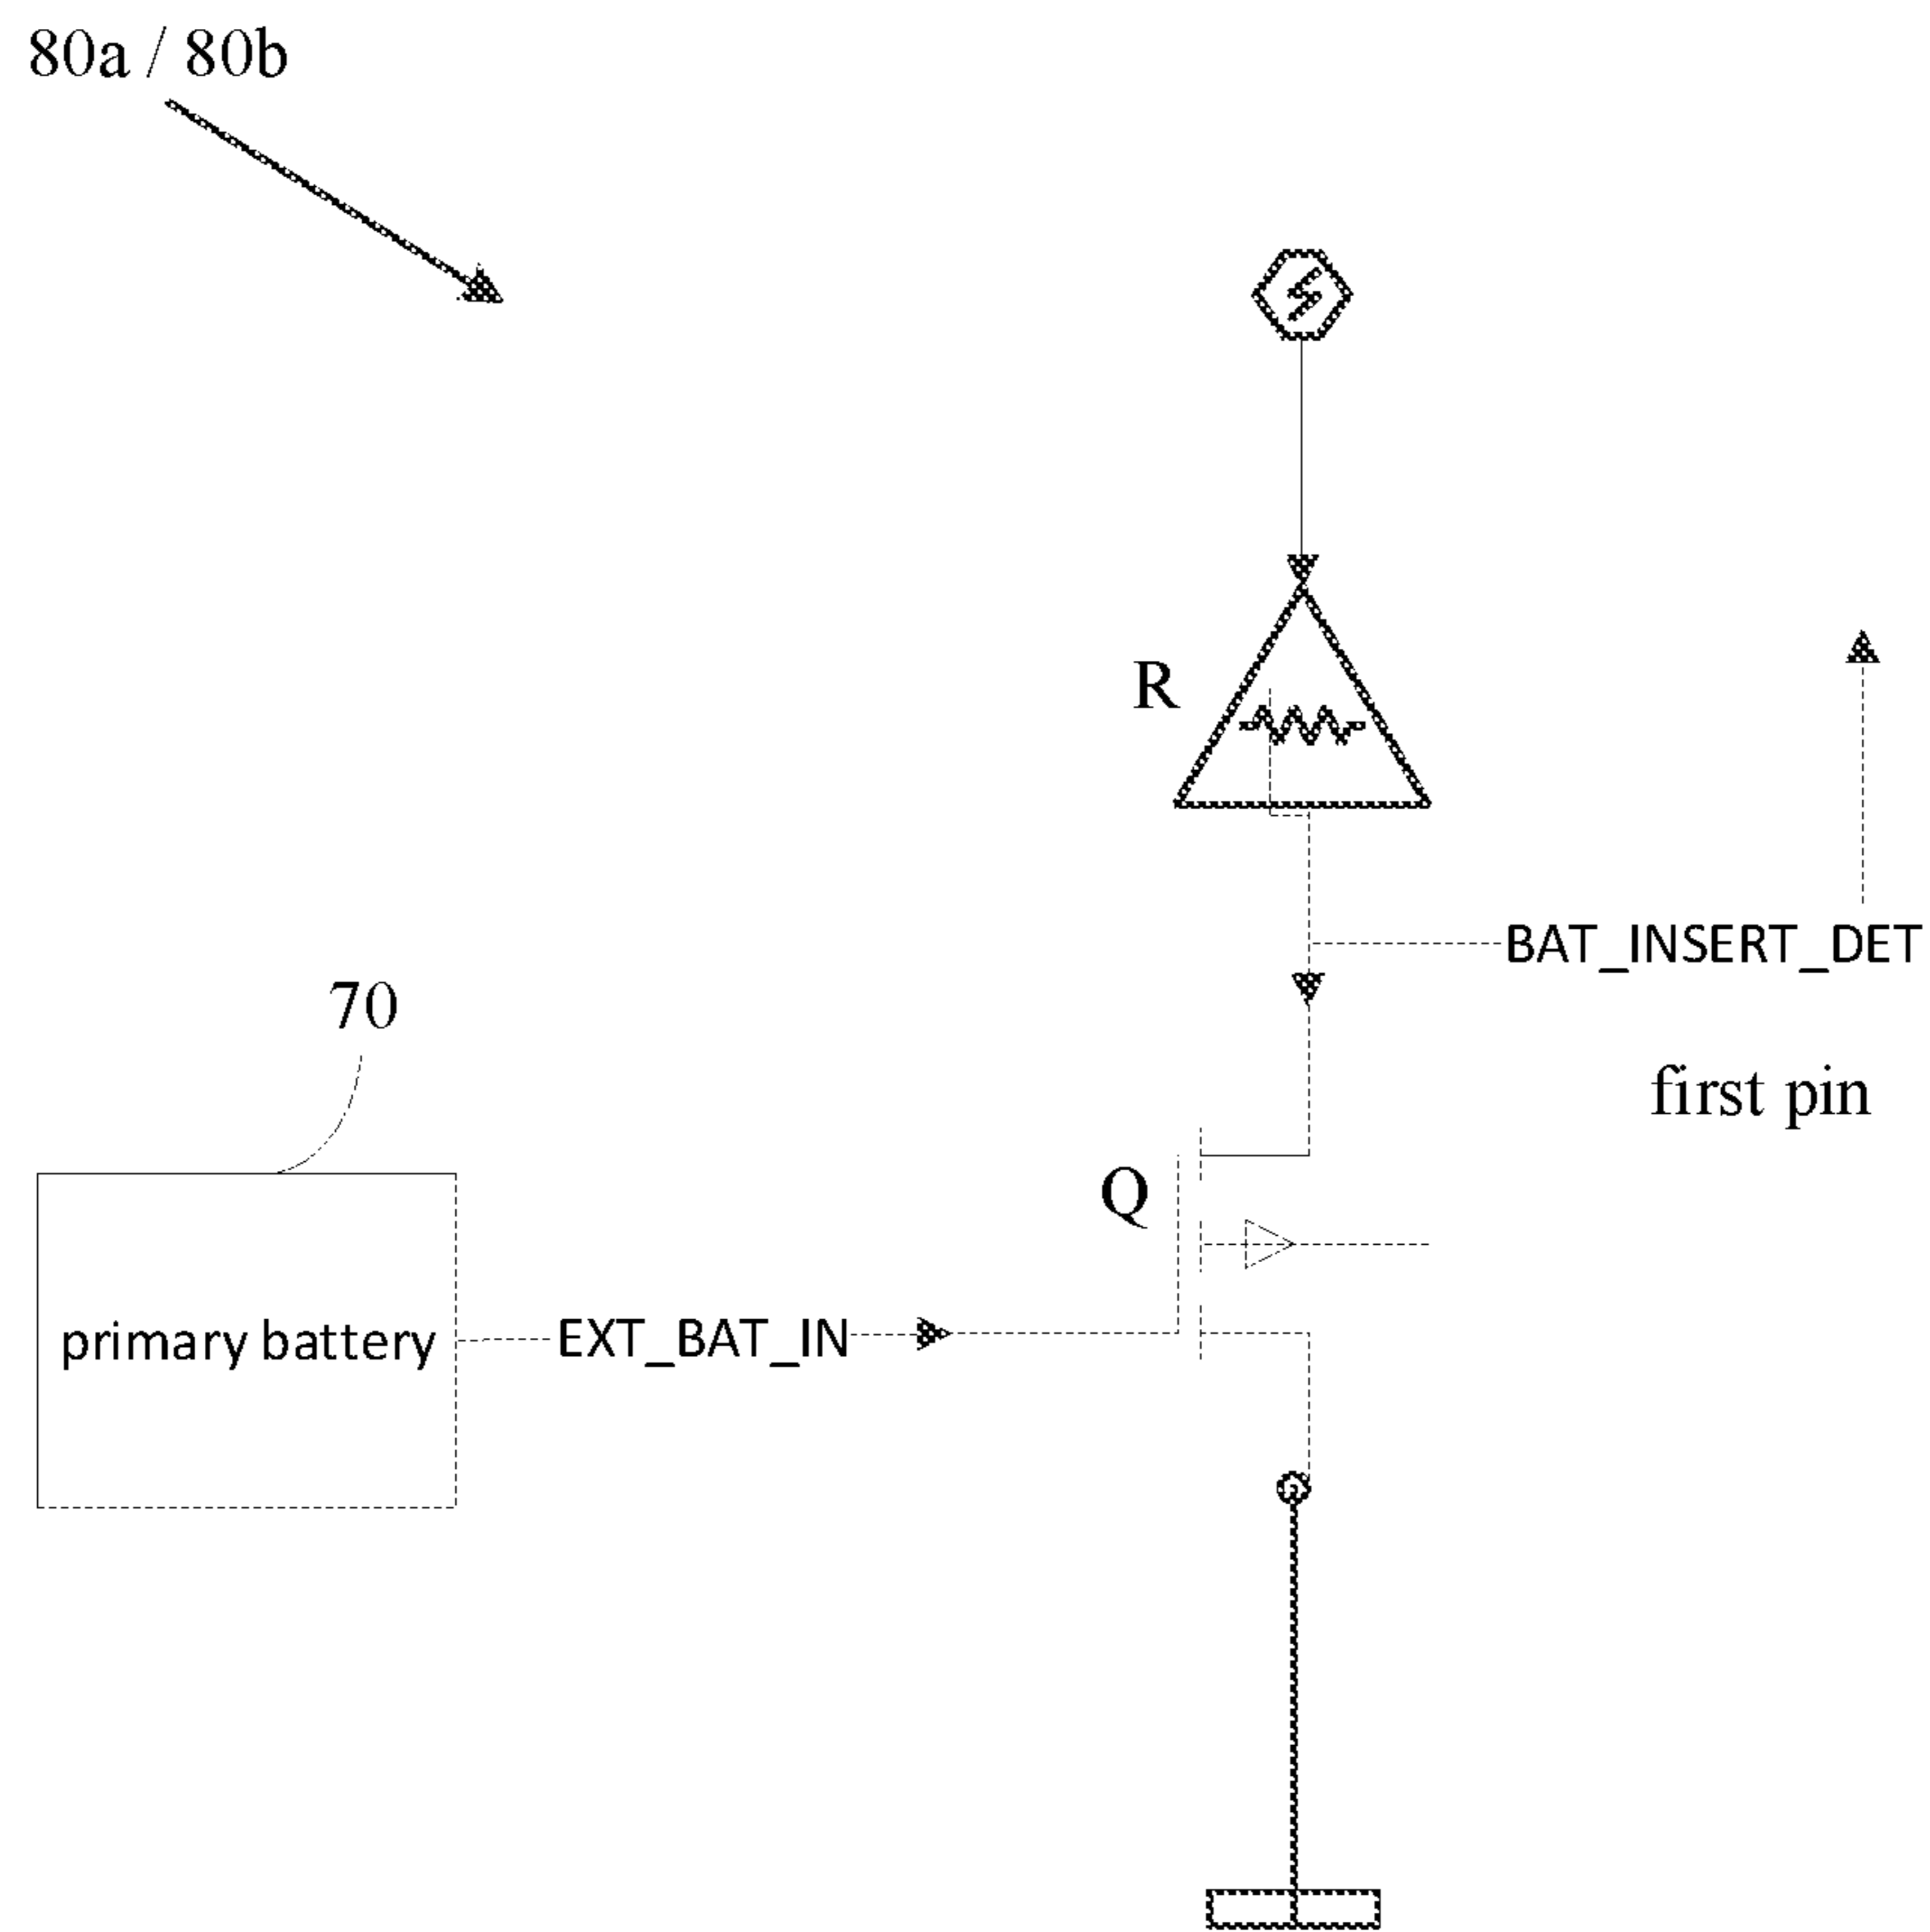 80a / 80b
R
BAT_INSERT_DET
70
first pin
Q
primary battery
EXT_BAT_IN